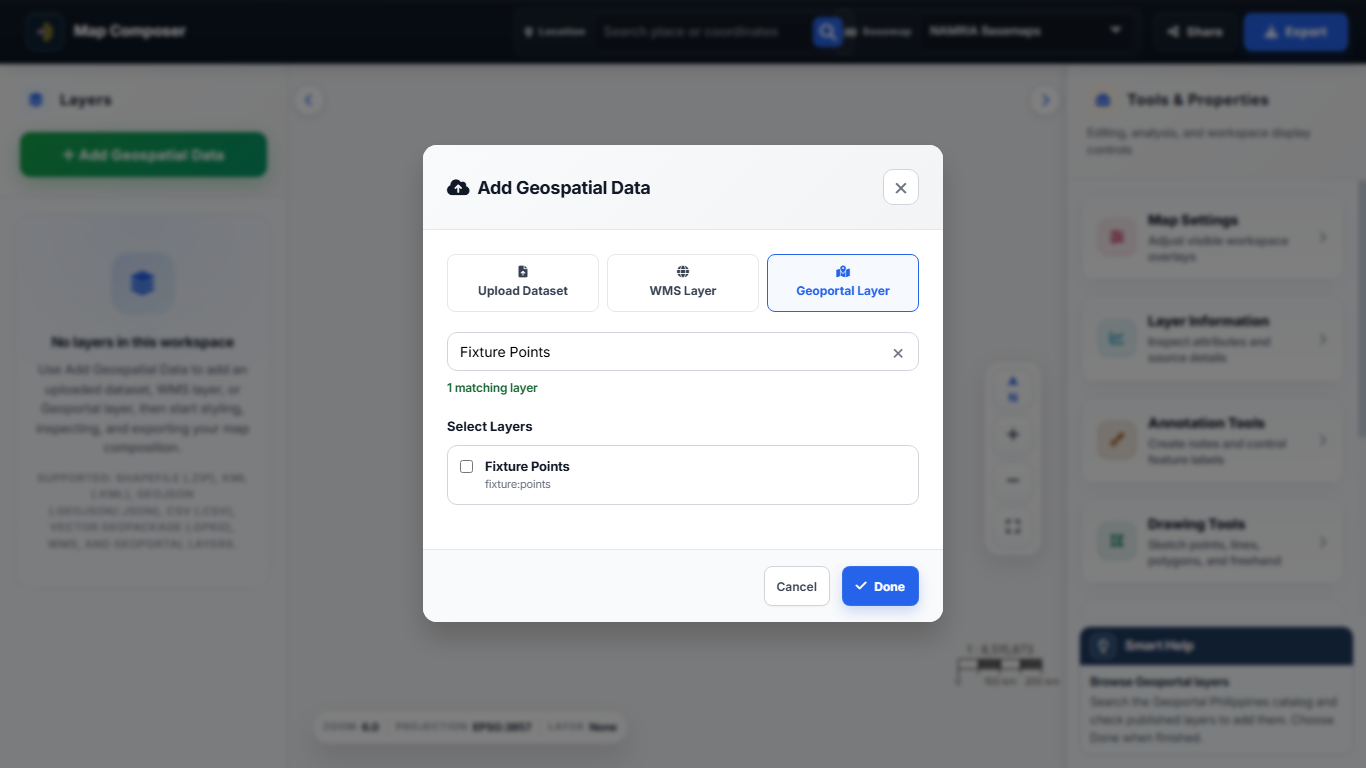 Map Composer
Location
Search place or coordinates
Basemap
NAMRIA Basemaps
Share
Export
Layers
+ Add Geospatial Data
No layers in this workspace
Use Add Geospatial Data to add an
uploaded dataset, WMS layer, or
Geoportal layer, then start styling,
inspecting, and exporting your map
composition.
SUPPORTED: SHAPEFILE (.ZIP), KML
(.KML), GEOJSON
(.GEOJSON/.JSON), CSV (.CSV),
VECTOR GEOPACKAGE (.GPKG),
WMS, AND GEOPORTAL LAYERS.
Add Geospatial Data
Upload Dataset
WMS Layer
Geoportal Layer
Fixture Points
1 matching layer
Select Layers
Fixture Points
fixture:points
Cancel
Done
N
ZOOM 6.0
PROJECTION EPSG:3857
LAYER None
Tools & Properties
Editing, analysis, and workspace display
controls
Map Settings
Adjust visible workspace
overlays
Layer Information
Inspect attributes and
source details
Annotation Tools
Create notes and control
feature labels
Drawing Tools
Sketch points, lines,
polygons, and freehand
Smart Help
Browse Geoportal layers
Search the Geoportal Philippines catalog and
check published layers to add them. Choose
Done when finished.